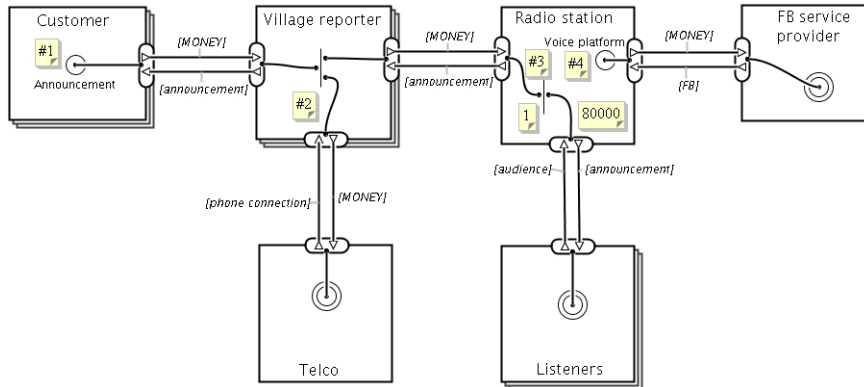 Customer
Village reporter
Radio station
FB service
provider
#1
Announcement
{MONEY}
{announcement}
#2
{MONEY}
{announcement}
Voice platform
#3
#4
1
80000
{MONEY}
{FB}
{phone connection}
{MONEY}
{audience}
{announcement}
Telco
Listeners